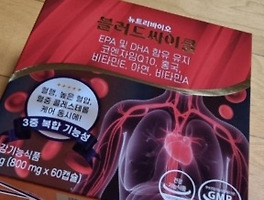 뉴트리바이오
블러드싸이클
EPA 및 DHA 함유 유지
코엔자임Q10, 홍국,
비타민E, 아연, 비타민A
혈행, 높은 혈압,
혈중 콜레스테롤
케어 동시에!
3중 복합 기능성
강기능식품
(800 mg x 60캡슐)
GMP